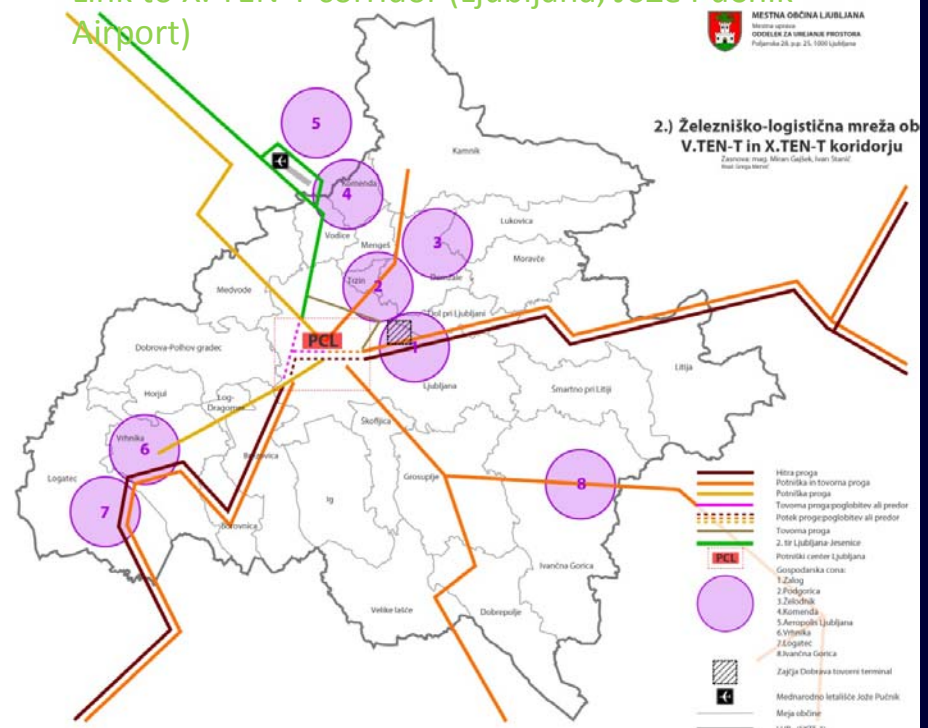 Link to X. TEN-T corridor (Ljubljana, Jože Pučnik
Airport)
MESTNA OBČINA LJUBLJANA
Mestna uprava
ODDELEK ZA UREJANJE PROSTORA
Poljanska 28, p.p. 25, 1000 Ljubljana
2.) Železniško-logistična mreža ob
V.TEN-T in X.TEN-T koridorju
Zasnova: mag. Miran Gajšek, Ivan Stanič
5
Kamnik
4
Komenda
Lukovica
Vodice
Mengeš
3
Moravče
Domžale
Trzin
2
Medvode
Dol pri Ljubljani
PCL
1
Dobrova-Polhov gradec
Ljubljana
Litija
Šmartno pri Litiji
Horjul
Log-
Dragomer
Škofljica
Vrhnika
6
Brezovica
Logatec
Grosuplje
8
Ig
7
Borovnica
Ivančna Gorica
Velike lašče
Dobrepolje
Hitra proga
Potniška in tovorna proga
Potniška proga
Tovorna proga:poglobitev ali predor
Potek proge:poglobitev ali predor
Tovorna proga
2. tir Ljubljana-Jesenice
PCL Potniški center Ljubljana
Gospodarska cona:
1.Zalog
2.Podgorica
3.Želodnik
4.Komenda
5.Aeropolis Ljubljana
6.Vrhnika
7.Logatec
8.Ivančna Gorica
Zajčja Dobrava tovorni terminal
Mednarodno letališče Jože Pučnik
Meja občine